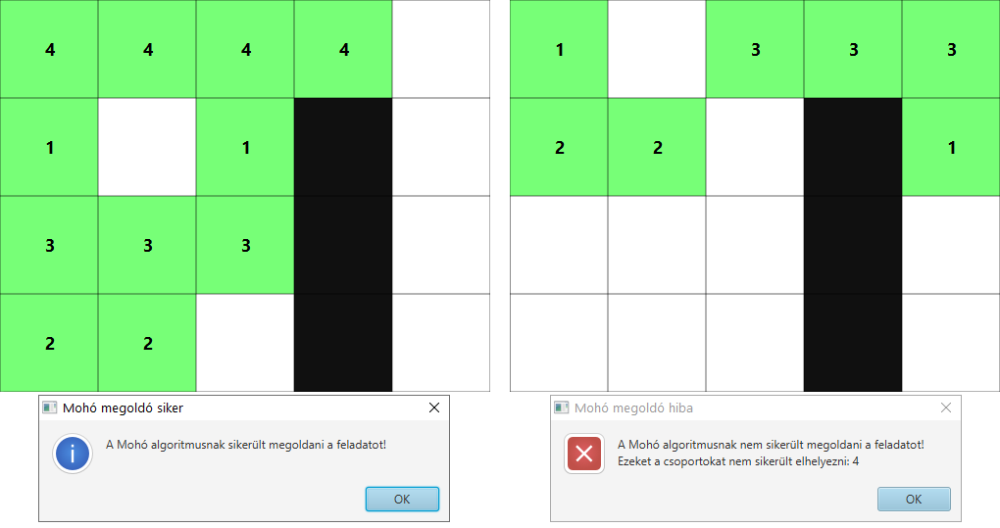 4 4 4 4
1 1
3 3 3
2 2
Mohó megoldó siker
A Mohó algoritmusnak sikerült megoldani a feladatot!
OK
1 3 3 3
2 2 1
Mohó megoldó hiba
A Mohó algoritmusnak nem sikerült megoldani a feladatot!
Ezeket a csoportokat nem sikerült elhelyezni: 4
OK